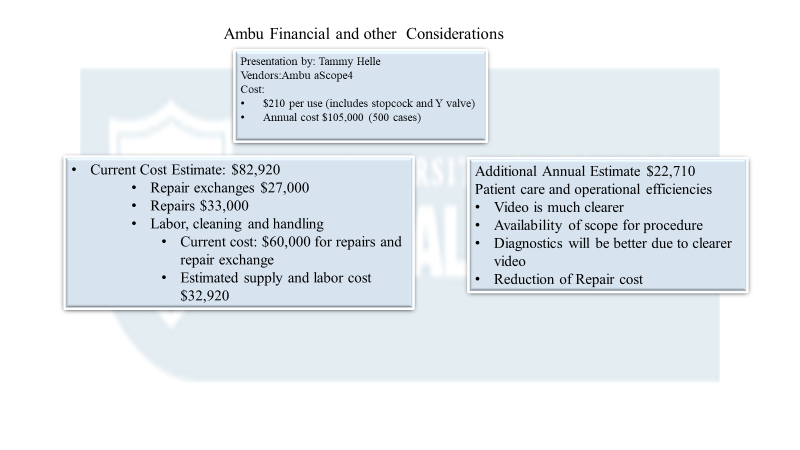 Ambu Financial and other Considerations
Presentation by: Tammy Helle
Vendors:Ambu aScope4
Cost:
• $210 per use (includes stopcock and Y valve)
• Annual cost $105,000 (500 cases)
• Current Cost Estimate: $82,920
• Repair exchanges $27,000
• Repairs $33,000
• Labor, cleaning and handling
• Current cost: $60,000 for repairs and
repair exchange
• Estimated supply and labor cost
$32,920
Additional Annual Estimate $22,710
Patient care and operational efficiencies
• Video is much clearer
• Availability of scope for procedure
• Diagnostics will be better due to clearer
video
• Reduction of Repair cost